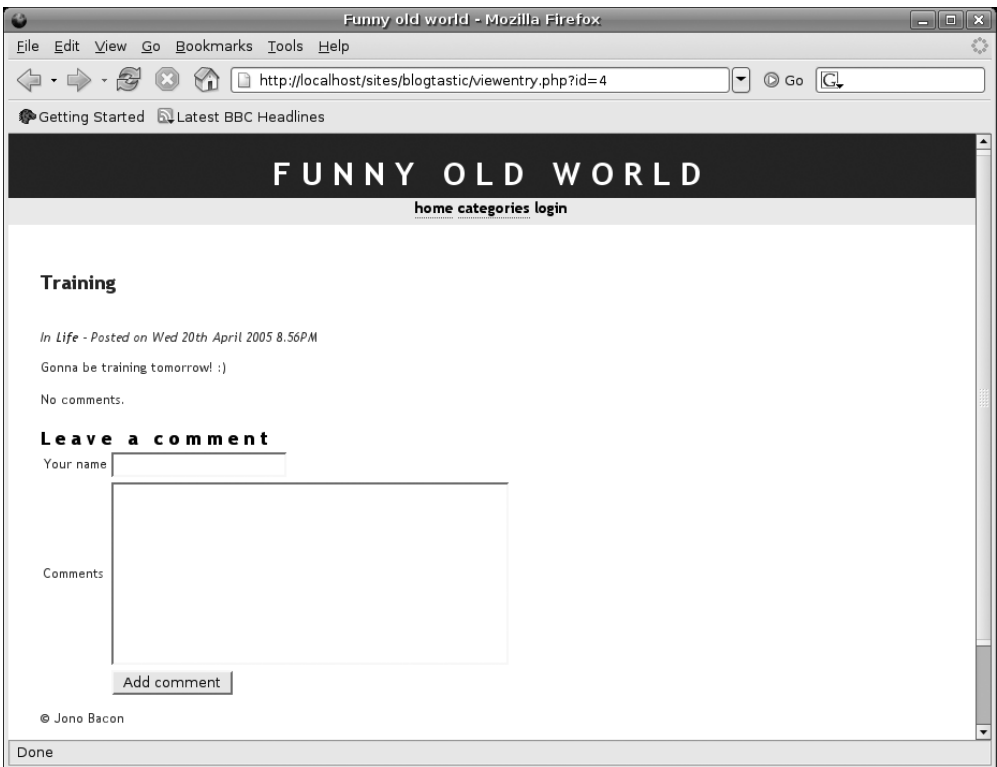 Funny old world - Mozilla Firefox
File Edit View Go Bookmarks Tools Help
http://localhost/sites/blogtastic/viewentry.php?id=4 Go G
Getting Started Latest BBC Headlines
FUNNY OLD WORLD
home categories login
Training
In Life - Posted on Wed 20th April 2005 8.56PM
Gonna be training tomorrow! :)
No comments.
Leave a comment
Your name
Comments
Add comment
© Jono Bacon
Done